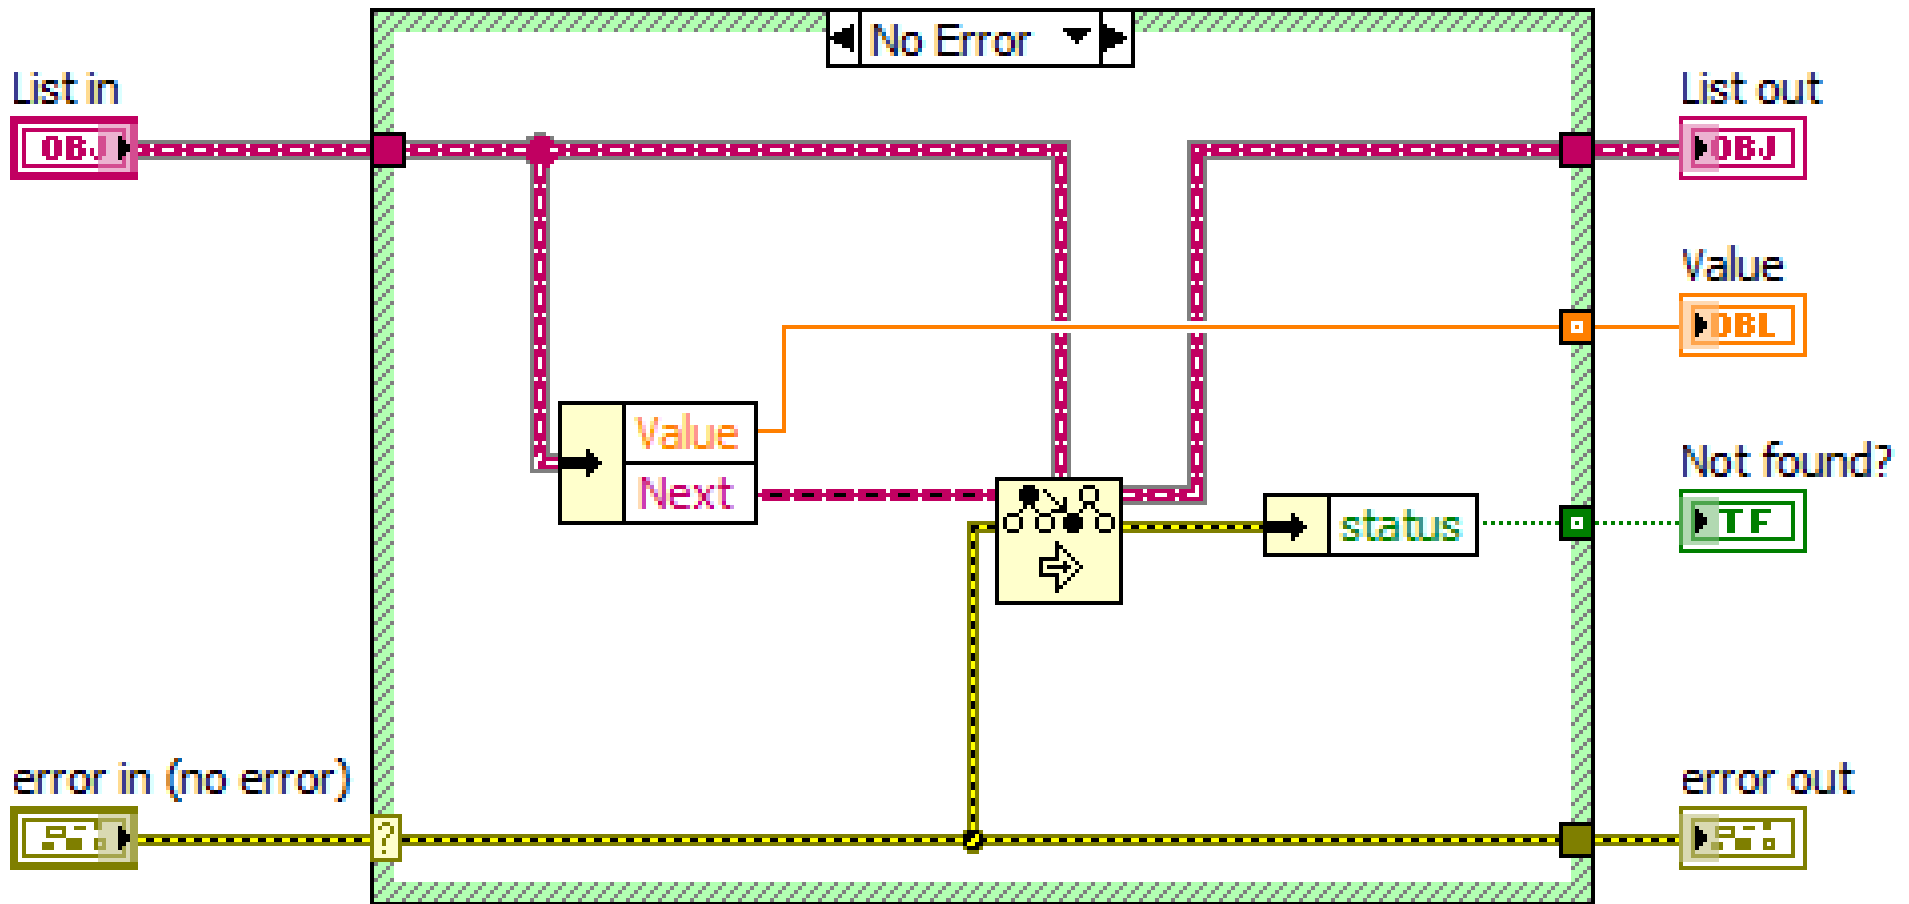 No Error
List in
OBJ
List out
OBJ
Value
DBL
Value
Next
status
Not found?
TF
error in (no error)
?
error out